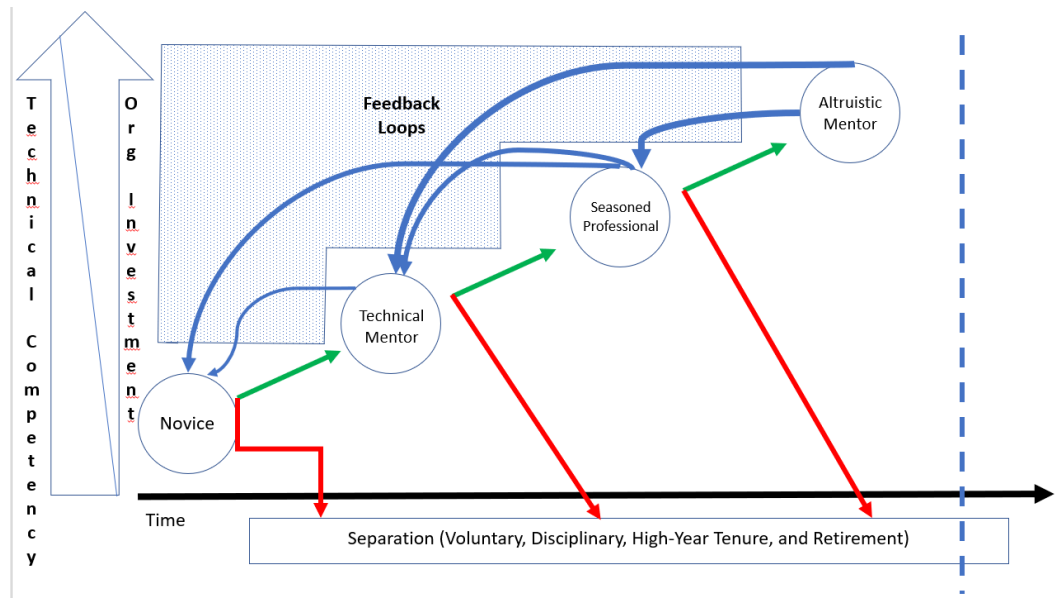 Technical Competency
Org Investment
Feedback
Loops
Altruistic
Mentor
Seasoned
Professional
Technical
Mentor
Novice
Time
Separation (Voluntary, Disciplinary, High-Year Tenure, and Retirement)